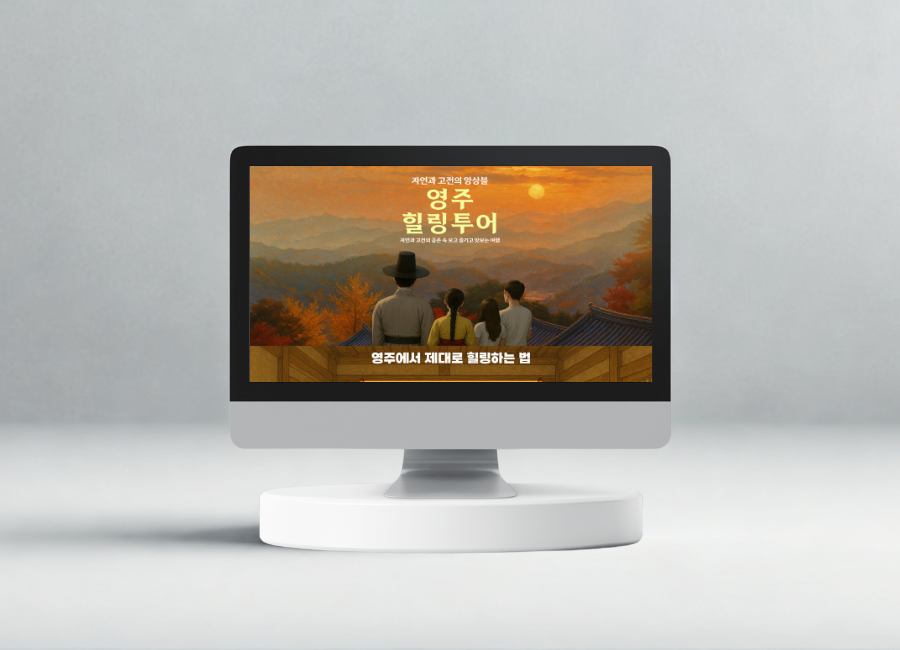 자연과 고전의 앙상블
영주
힐링투어
자연과 고전의 숨은 속 보고 즐기고 맛보는 여행
영주에서 제대로 힐링하는 법